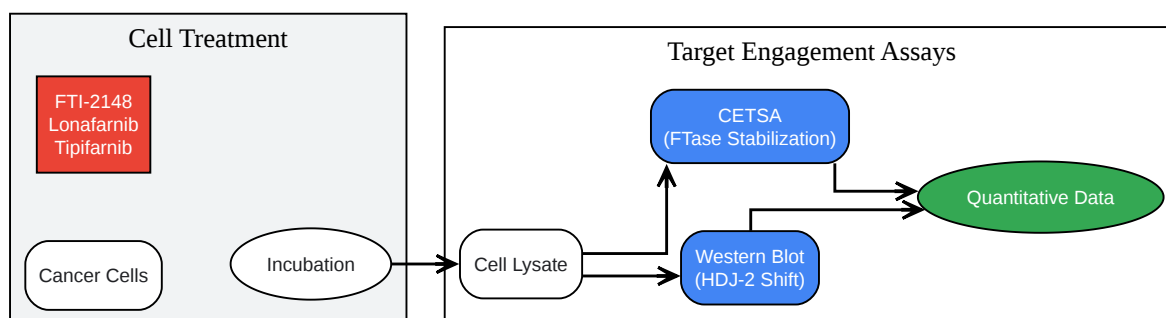 Cell Treatment
FTI-2148
Lonafarnib
Tipifarnib
Cancer Cells
Incubation
Target Engagement Assays
Cell Lysate
CETSA
(FTase Stabilization)
Western Blot
(HDJ-2 Shift)
Quantitative Data